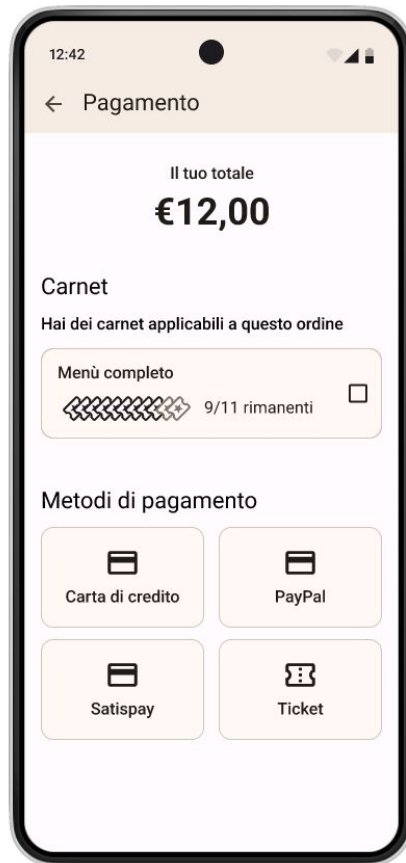 12:42
Pagamento
Il tuo totale
€12,00
Carnet
Hai dei carnet applicabili a questo ordine
Menù completo
9/11 rimanenti
Metodi di pagamento
Carta di credito
PayPal
Satispay
Ticket